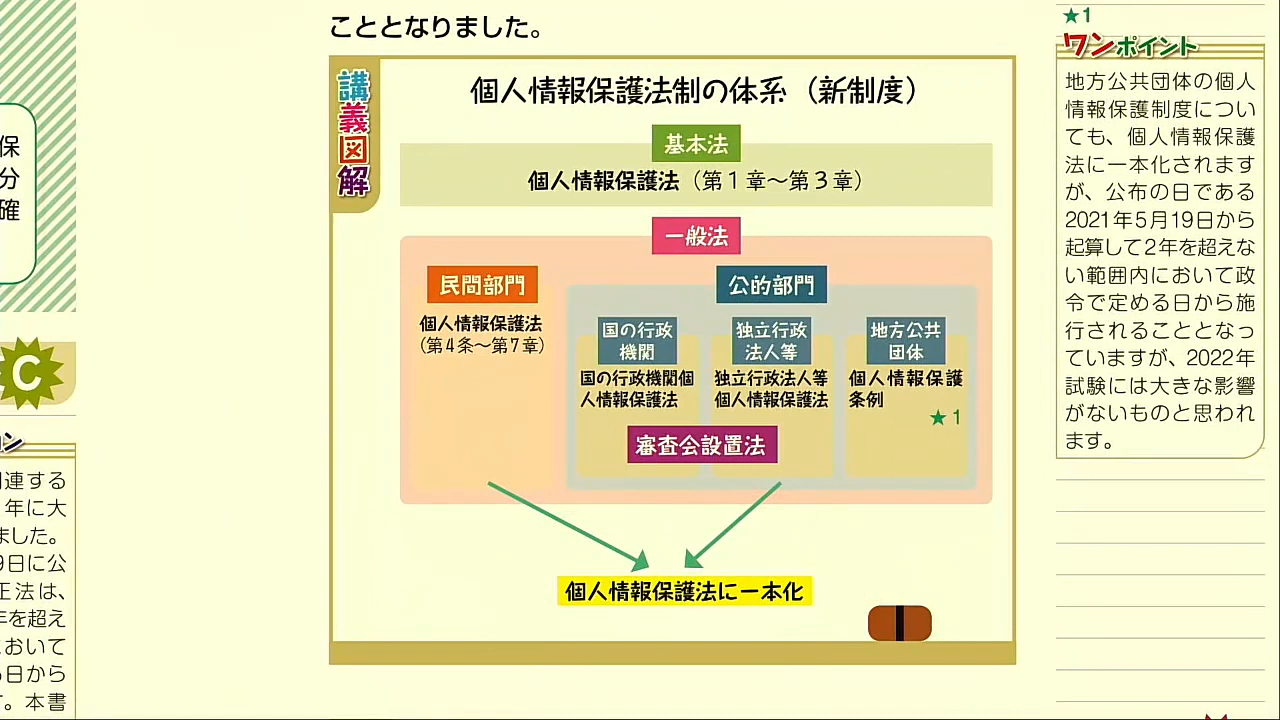 こととなりました。
講義図解
個人情報保護法制の体系（新制度）
基本法
個人情報保護法（第１章～第３章）
一般法
民間部門
個人情報保護法
（第4条～第7章）
公的部門
国の行政
機関
国の行政機関個
人情報保護法
独立行政
法人等
独立行政法人等
個人情報保護法
地方公共
団体
個人情報保護
条例
★1
審査会設置法
個人情報保護法に一本化
★1
ワンポイント
地方公共団体の個人
情報保護制度につい
ても、個人情報保護
法に一本化されます
が、公布の日である
2021年5月19日から
起算して2年を超えな
い範囲内において政
令で定める日から施
行されることとなっ
ていますが、2022年
試験には大きな影響
がないものと思われ
ます。
保
分
確
C
ン
連する
年に大
ました。
9日に公
正法は、
年を超え
において
る日から
す。本書